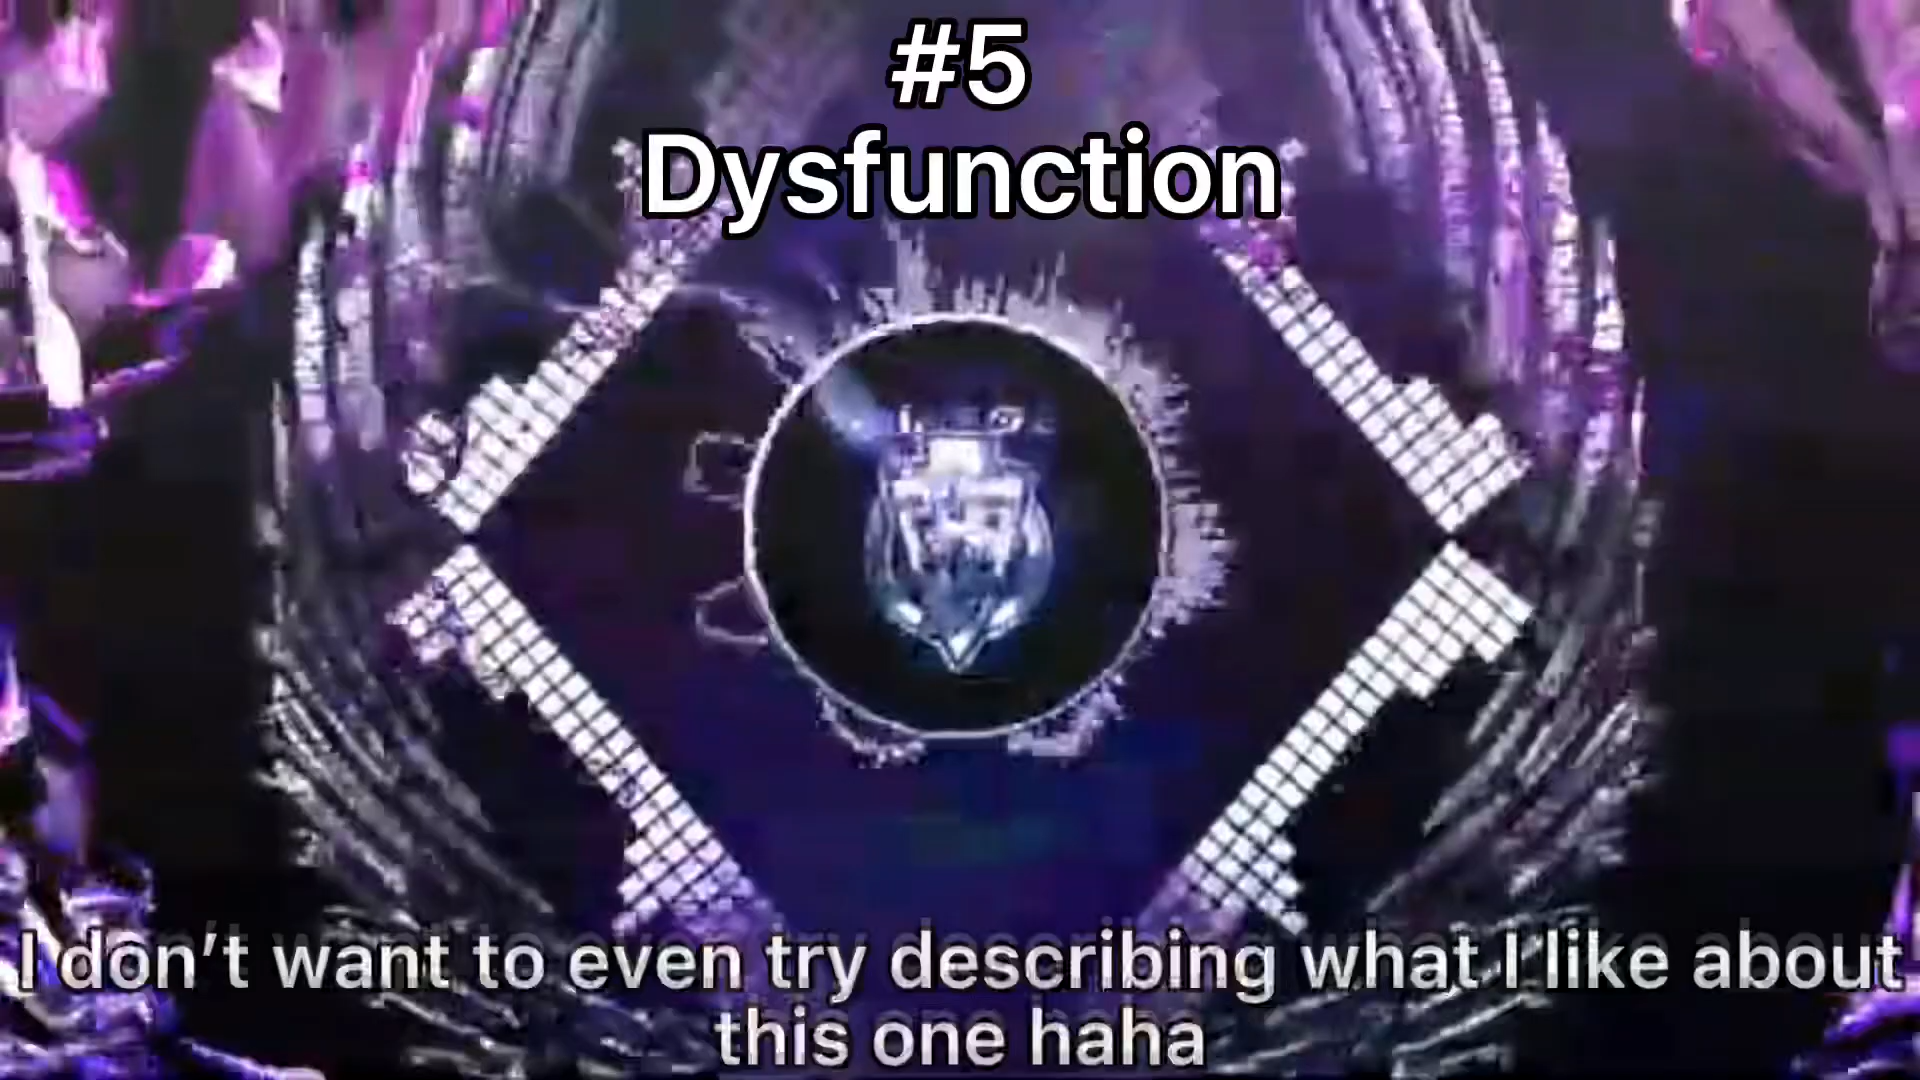 #5
Dysfunction
I don’t want to even try describing what I like about
this one haha